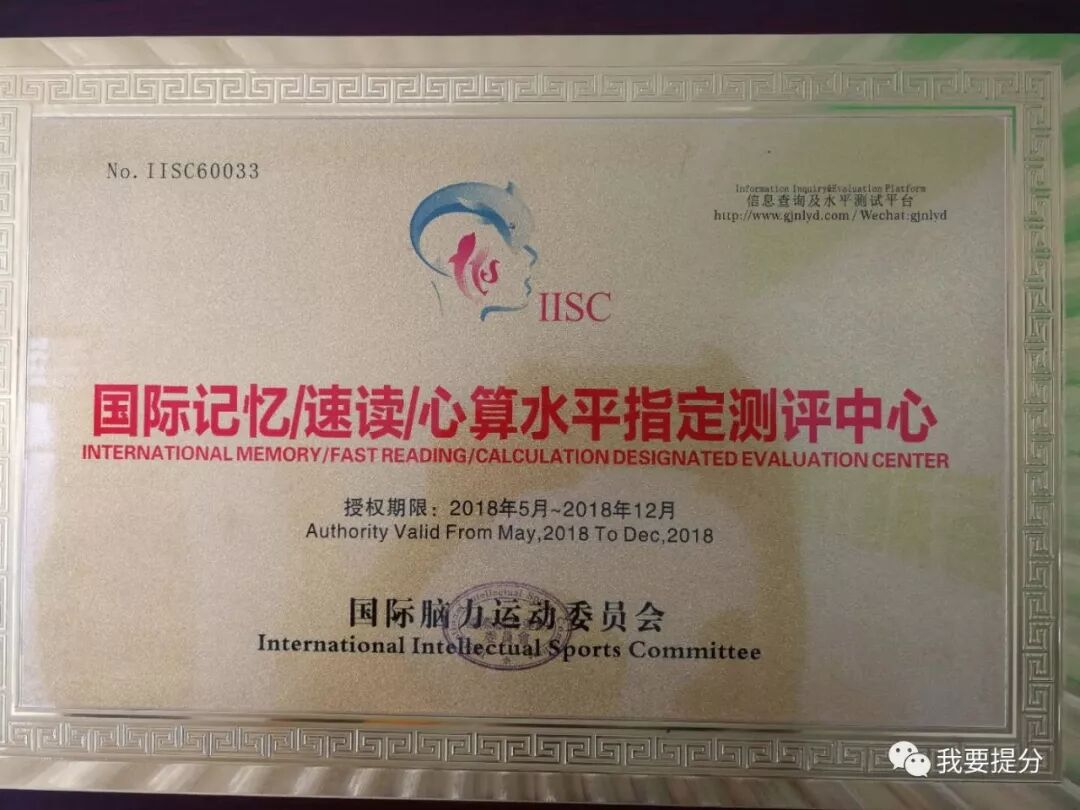 No. IISC60033
Information Inquiry&Evaluation Platform
信息查询及水平测试平台
http://www.gjnlyd.com / Wechat:gjnlyd
IISC
国际记忆/速读/心算水平指定测评中心
INTERNATIONAL MEMORY/FAST READING/CALCULATION DESIGNATED EVALUATION CENTER
授权期限：2018年5月~2018年12月
Authority Valid From May,2018 To Dec,2018
国际脑力运动委员会
International Intellectual Sports Committee
委員會
我要提分